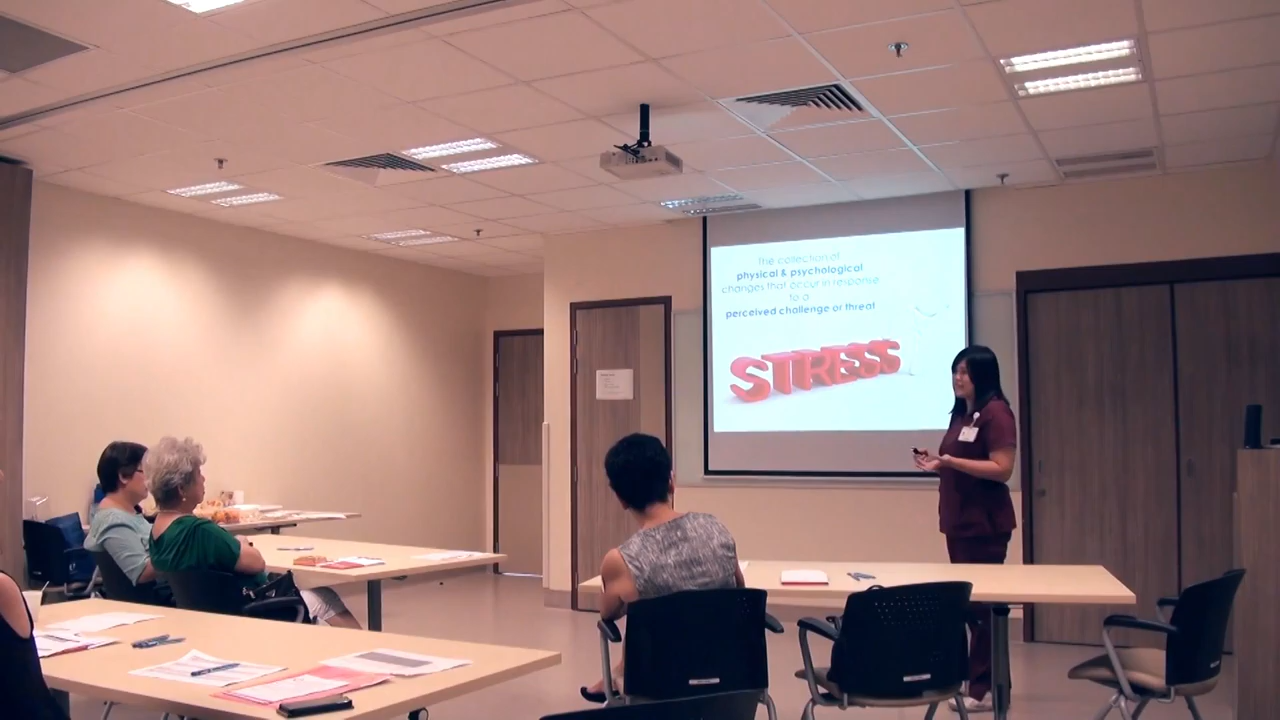 The collection of
physical & psychological
changes that occur in response
to a
perceived challenge or threat
STRESS